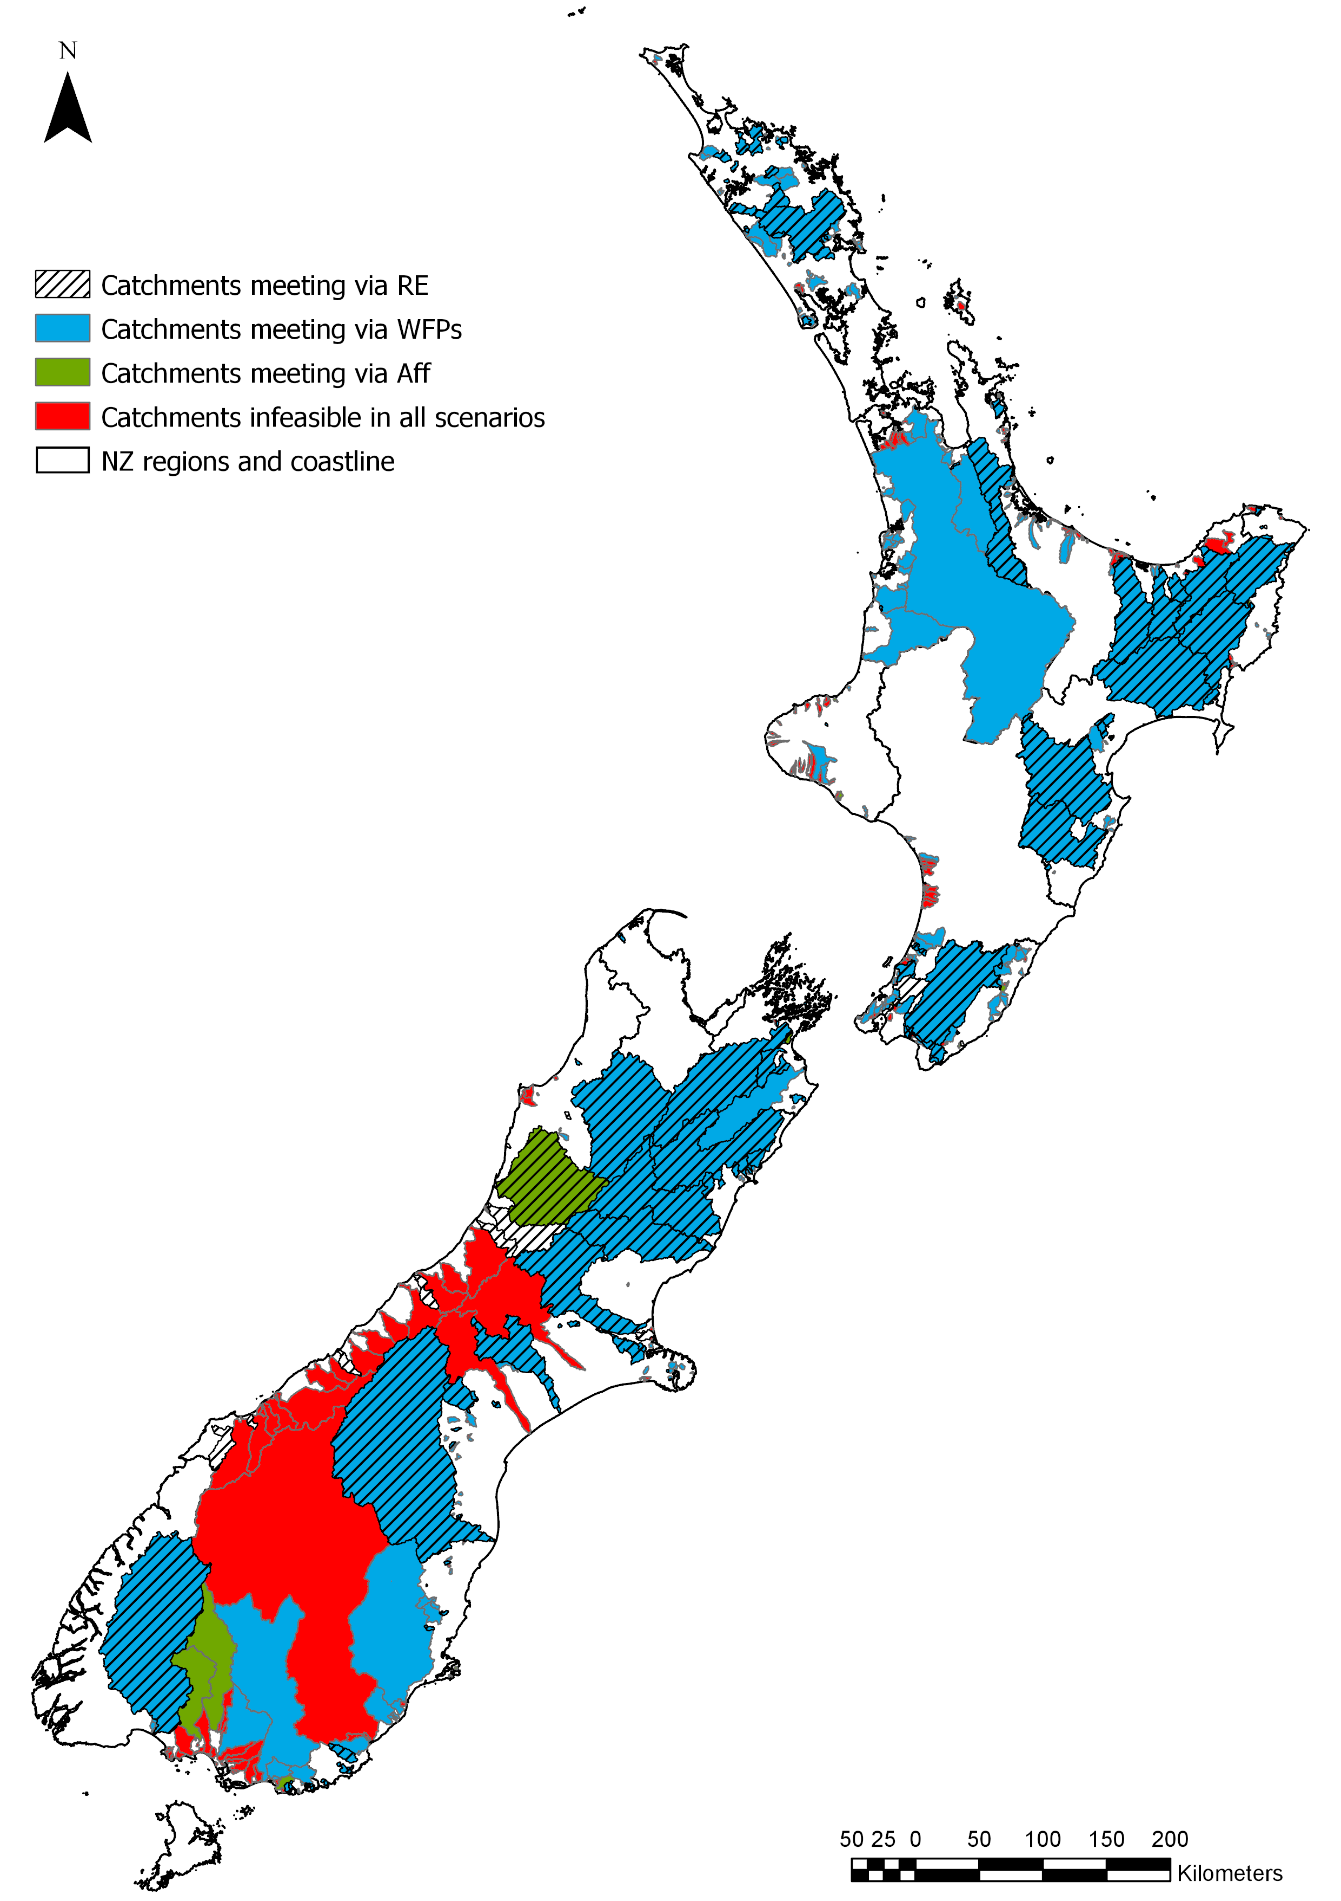 N
Catchments meeting via RE
Catchments meeting via WFPs
Catchments meeting via Aff
Catchments infeasible in all scenarios
NZ regions and coastline
50 25 0 50 100 150 200
Kilometers